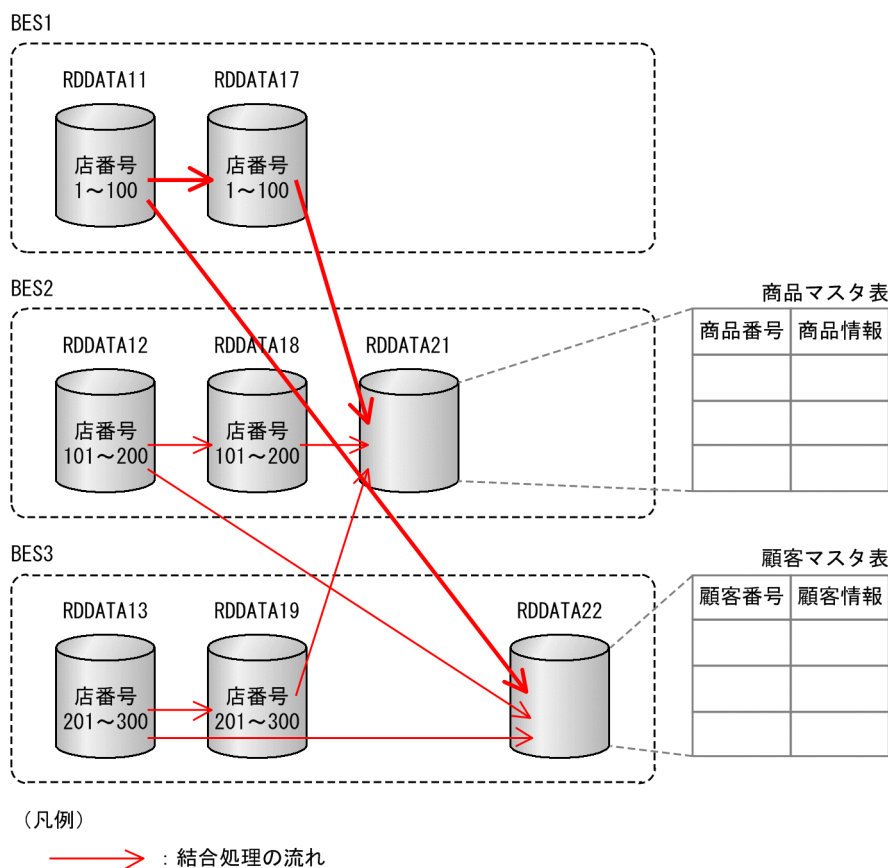 BES1
RDDATA11
RDDATA17
店番号
1～100
店番号
1～100
BES2
RDDATA12
RDDATA18
RDDATA21
店番号
101～200
店番号
101～200
商品マスタ表
商品番号
商品情報
BES3
RDDATA13
RDDATA19
RDDATA22
店番号
201～300
店番号
201～300
顧客マスタ表
顧客番号
顧客情報
（凡例）
：結合処理の流れ